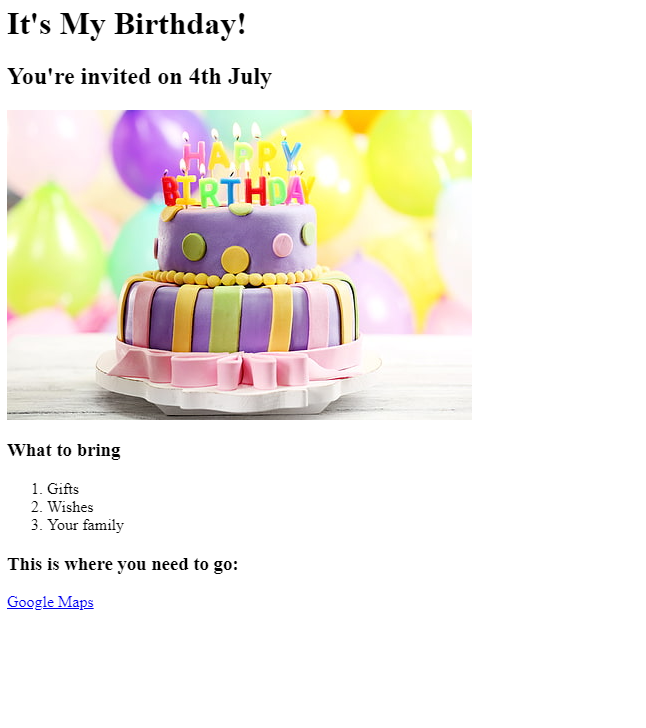 It's My Birthday!
You're invited on 4th July
HAPPY
BIRTHDAY
What to bring
1. Gifts
2. Wishes
3. Your family
This is where you need to go:
Google Maps